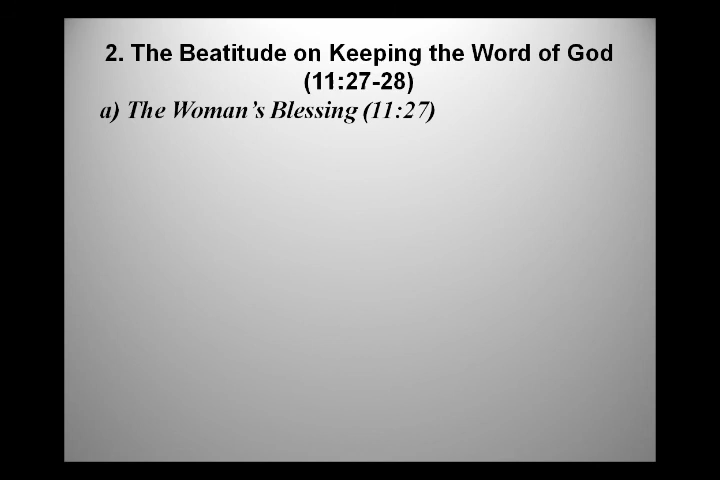 2. The Beatitude on Keeping the Word of God
(11:27-28)
a) The Woman’s Blessing (11:27)